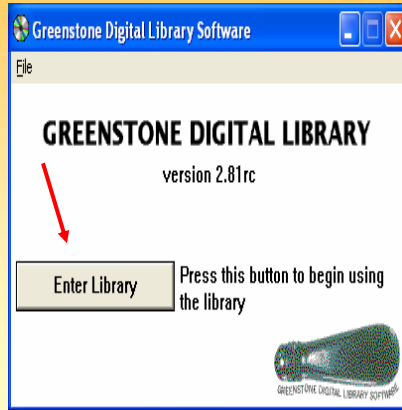 Greenstone Digital Library Software
File
GREENSTONE DIGITAL LIBRARY
version 2.81rc
Enter Library
Press this button to begin using
the library
GREENSTONE DIGITAL LIBRARY SOFTWARE